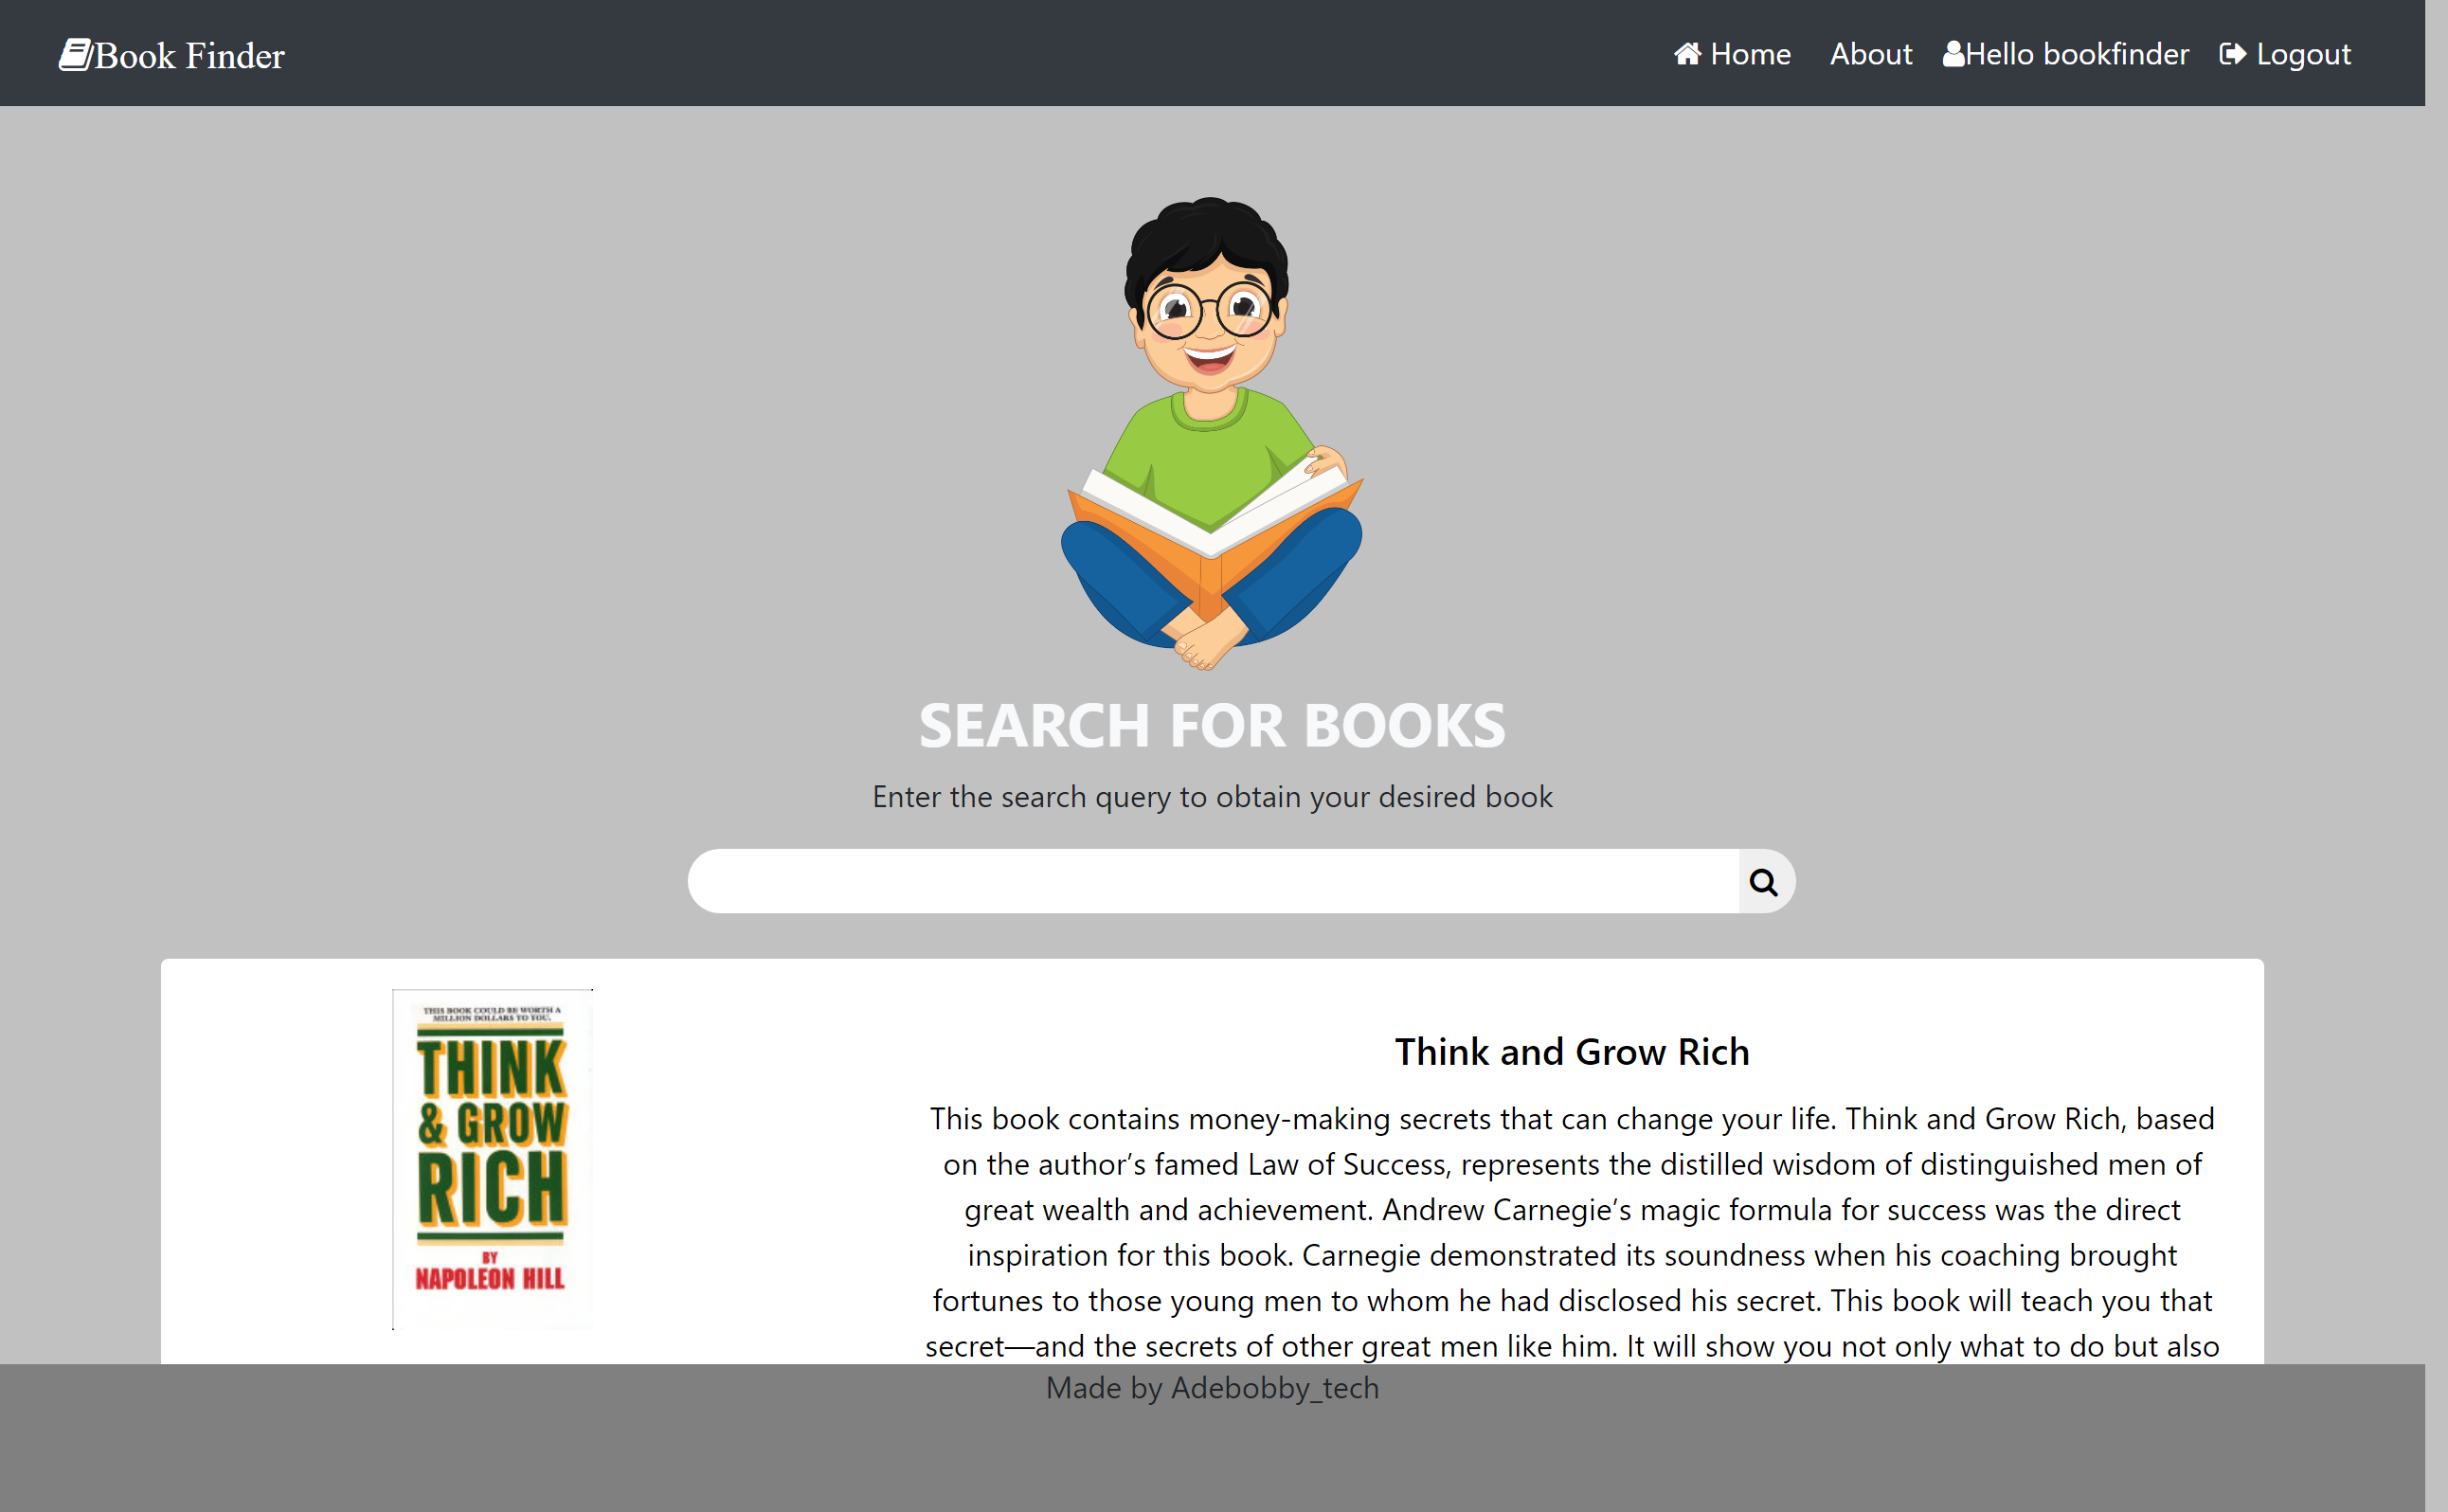 Book Finder
Home About Hello bookfinder Logout
SEARCH FOR BOOKS
Enter the search query to obtain your desired book
THIS BOOK COULD BE WORTH A
MILLION DOLLARS TO YOU.
THINK
& GROW
RICH
BY
NAPOLEON HILL
Think and Grow Rich
This book contains money-making secrets that can change your life. Think and Grow Rich, based
on the author’s famed Law of Success, represents the distilled wisdom of distinguished men of
great wealth and achievement. Andrew Carnegie’s magic formula for success was the direct
inspiration for this book. Carnegie demonstrated its soundness when his coaching brought
fortunes to those young men to whom he had disclosed his secret. This book will teach you that
secret—and the secrets of other great men like him. It will show you not only what to do but also
Made by Adebobby_tech